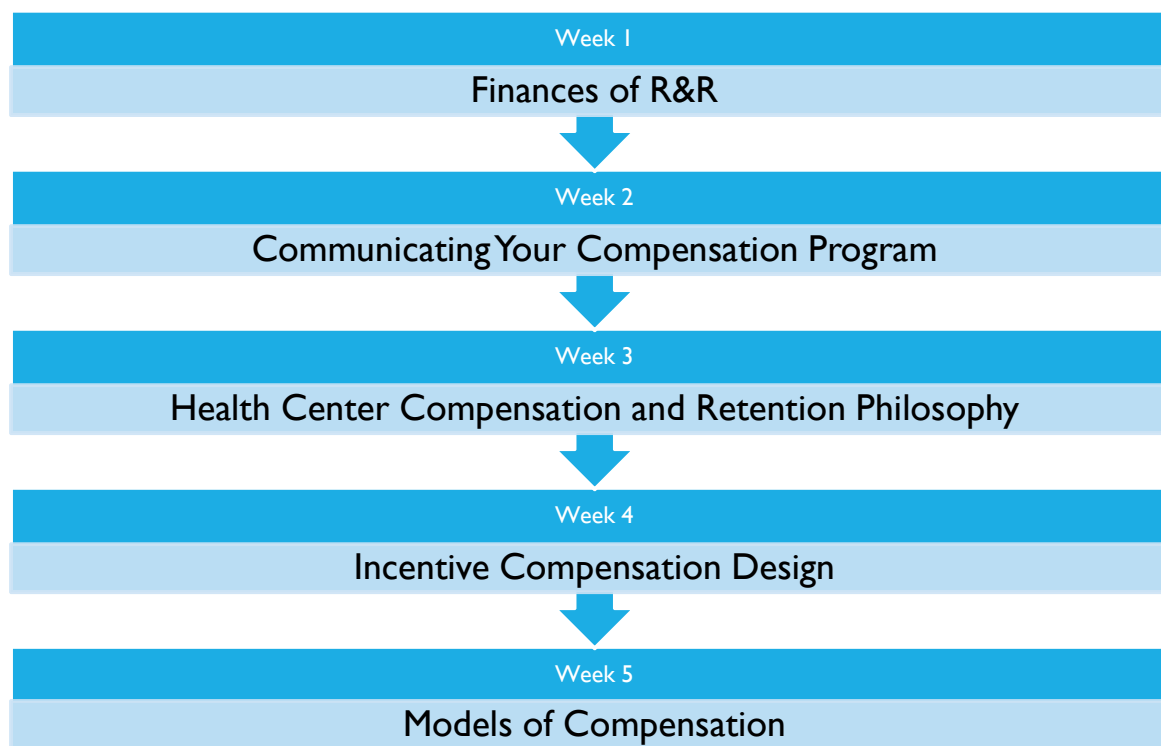 Week 1
Finances of R&R
Week 2
Communicating Your Compensation Program
Week 3
Health Center Compensation and Retention Philosophy
Week 4
Incentive Compensation Design
Week 5
Models of Compensation